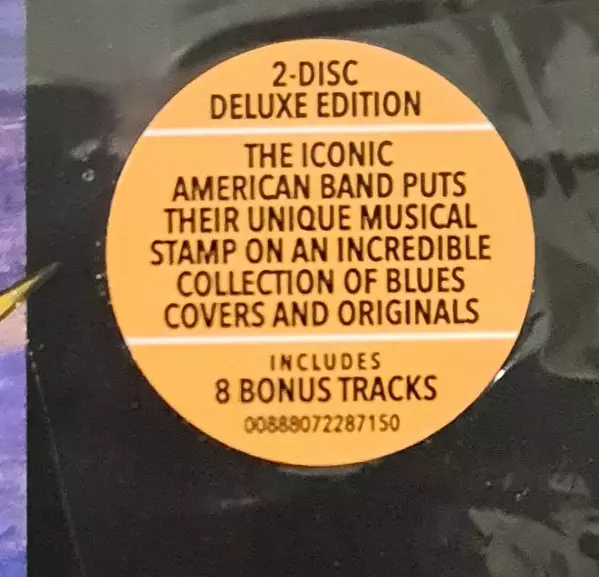 2-DISC
DELUXE EDITION
THE ICONIC
AMERICAN BAND PUTS
THEIR UNIQUE MUSICAL
STAMP ON AN INCREDIBLE
COLLECTION OF BLUES
COVERS AND ORIGINALS
INCLUDES
8 BONUS TRACKS
00888072287150